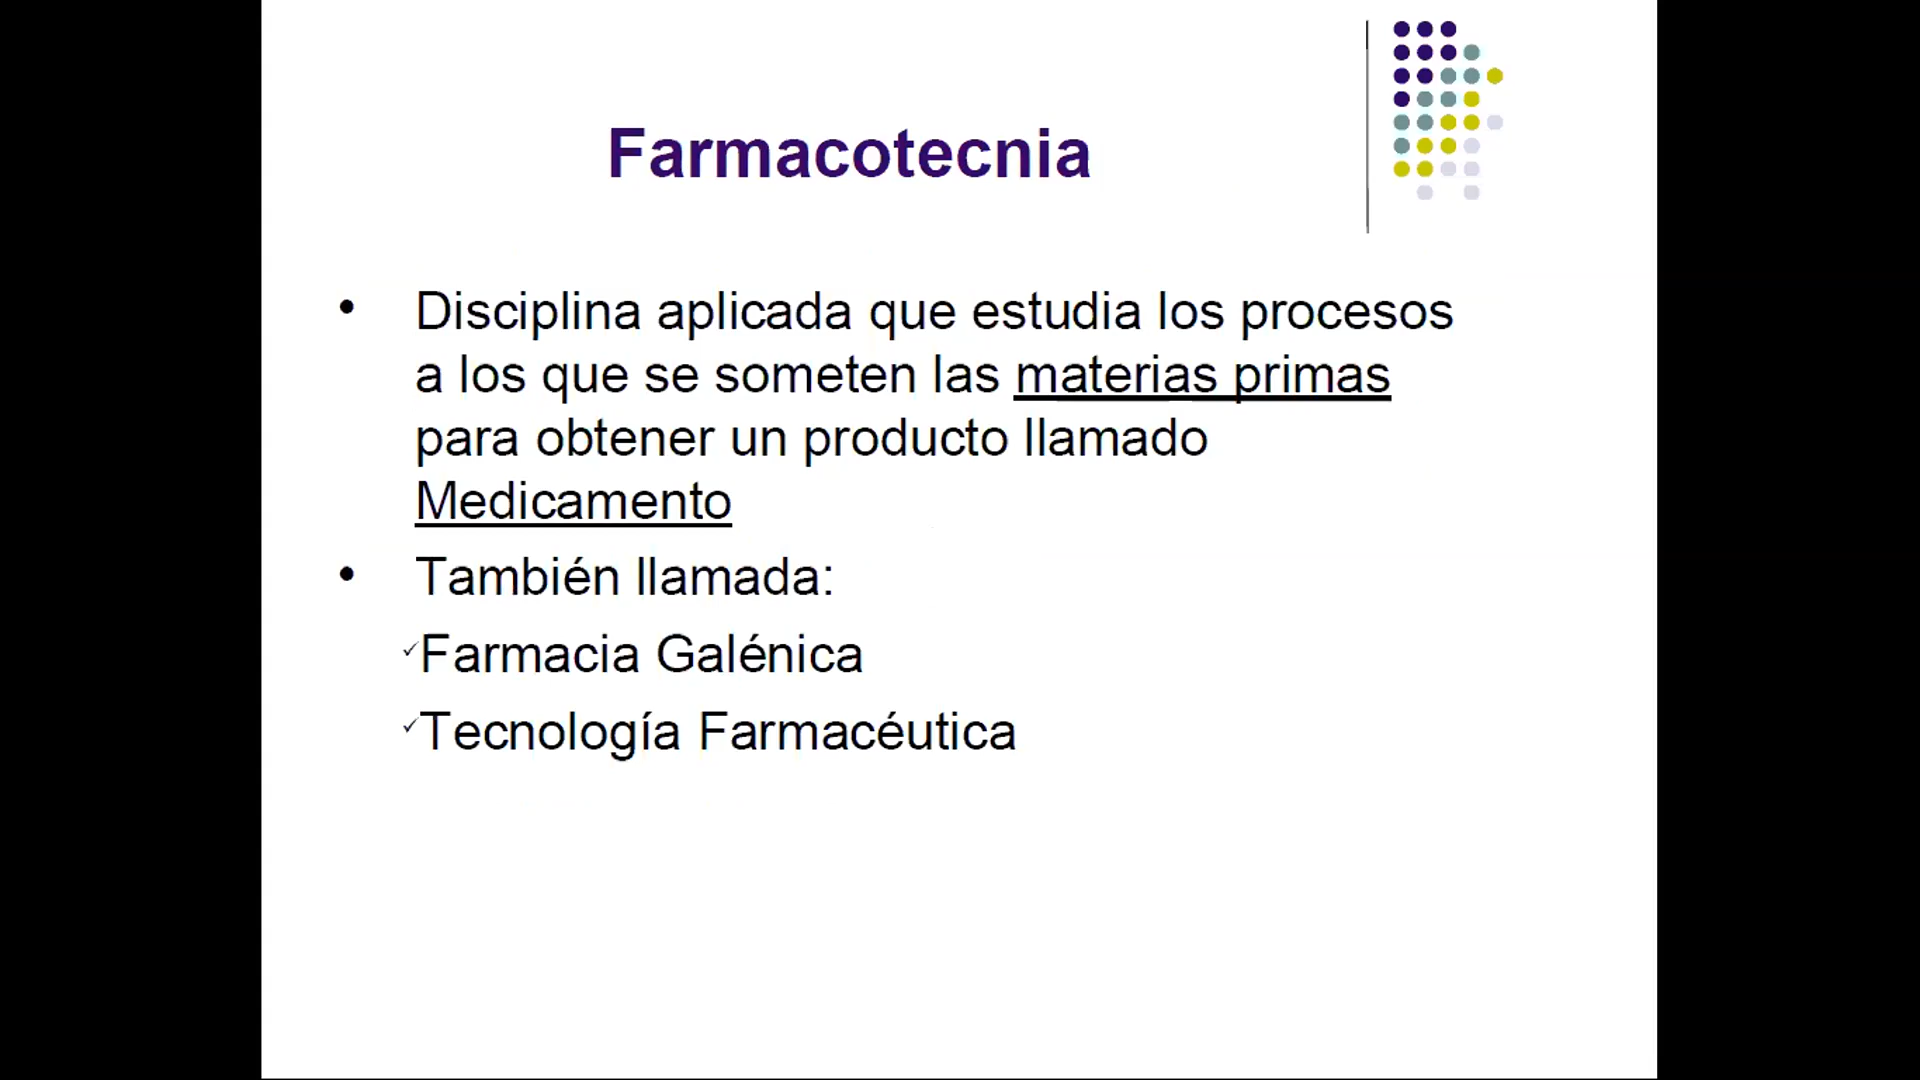 Farmacotecnia
• Disciplina aplicada que estudia los procesos
a los que se someten las materias primas
para obtener un producto llamado
Medicamento
• También llamada:
✓Farmacia Galénica
✓Tecnología Farmacéutica